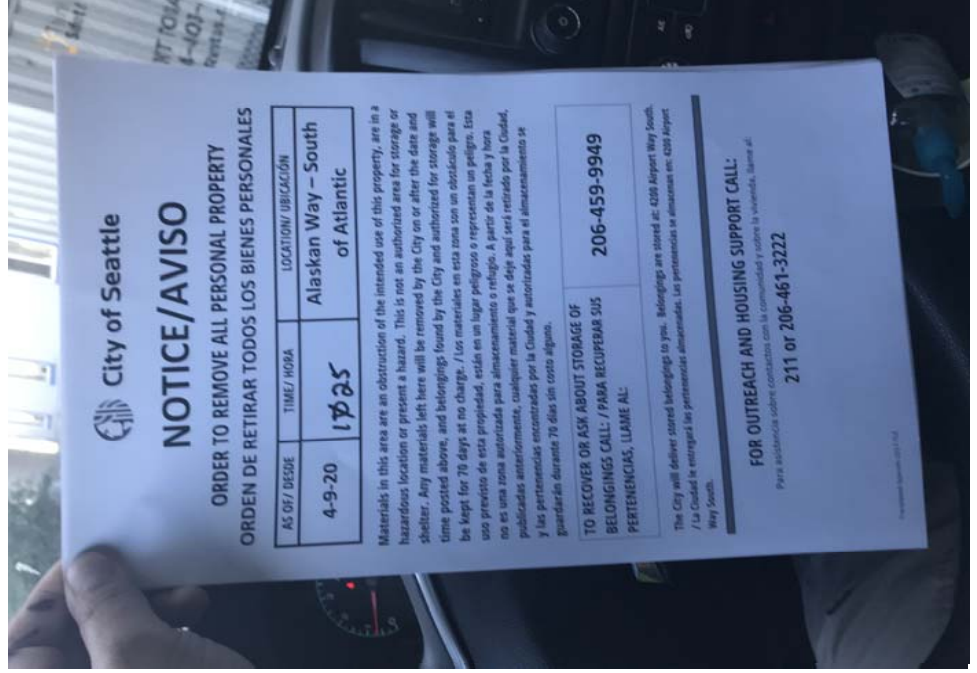 City of Seattle
NOTICE/AVISO
ORDER TO REMOVE ALL PERSONAL PROPERTY
ORDEN DE RETIRAR TODOS LOS BIENES PERSONALES
AS OF/ DESDE
TIME/ HORA
LOCATION/ UBICACIÓN
4-9-20
1025
Alaskan Way – South
of Atlantic
Materials in this area are an obstruction of the intended use of this property, are in a
hazardous location or present a hazard. This is not an authorized area for storage or
shelter. Any materials left here will be removed by the City on or after the date and
time posted above, and belongings found by the City and authorized for storage will
be kept for 70 days at no charge. / Los materiales en esta zona son un obstáculo para el
uso previsto de esta propiedad, están en un lugar peligroso o representan un peligro. Esta
no es una zona autorizada para almacenamiento o refugio. A partir de la fecha y hora
publicadas anteriormente, cualquier material que se deje aquí será retirado por la Ciudad,
y las pertenencias encontradas por la Ciudad y autorizadas para el almacenamiento se
guardarán durante 70 días sin costo alguno.
TO RECOVER OR ASK ABOUT STORAGE OF
BELONGINGS CALL: / PARA RECUPERAR SUS
PERTENENCIAS, LLAME AL:
206-459-9949
The City will deliver stored belongings to you. Belongings are stored at: 4200 Airport Way South.
/ La Ciudad le entregará las pertenencias almacenadas. Las pertenencias se almacenan en: 4200 Airport
Way South.
FOR OUTREACH AND HOUSING SUPPORT CALL:
Para asistencia sobre contactos con la comunidad y sobre la vivienda, llame al:
211 or 206-461-3222